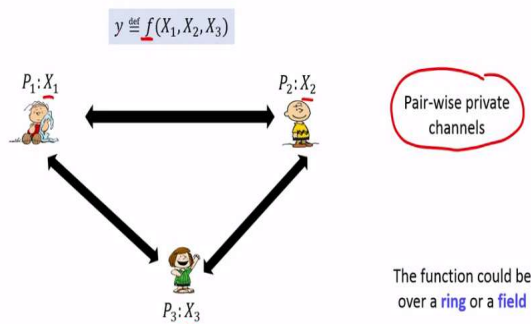 y ≝ f(X₁,X₂,X₃)
P₁:X₁
P₂:X₂
Pair-wise private
channels
P₃:X₃
The function could be
over a ring or a field